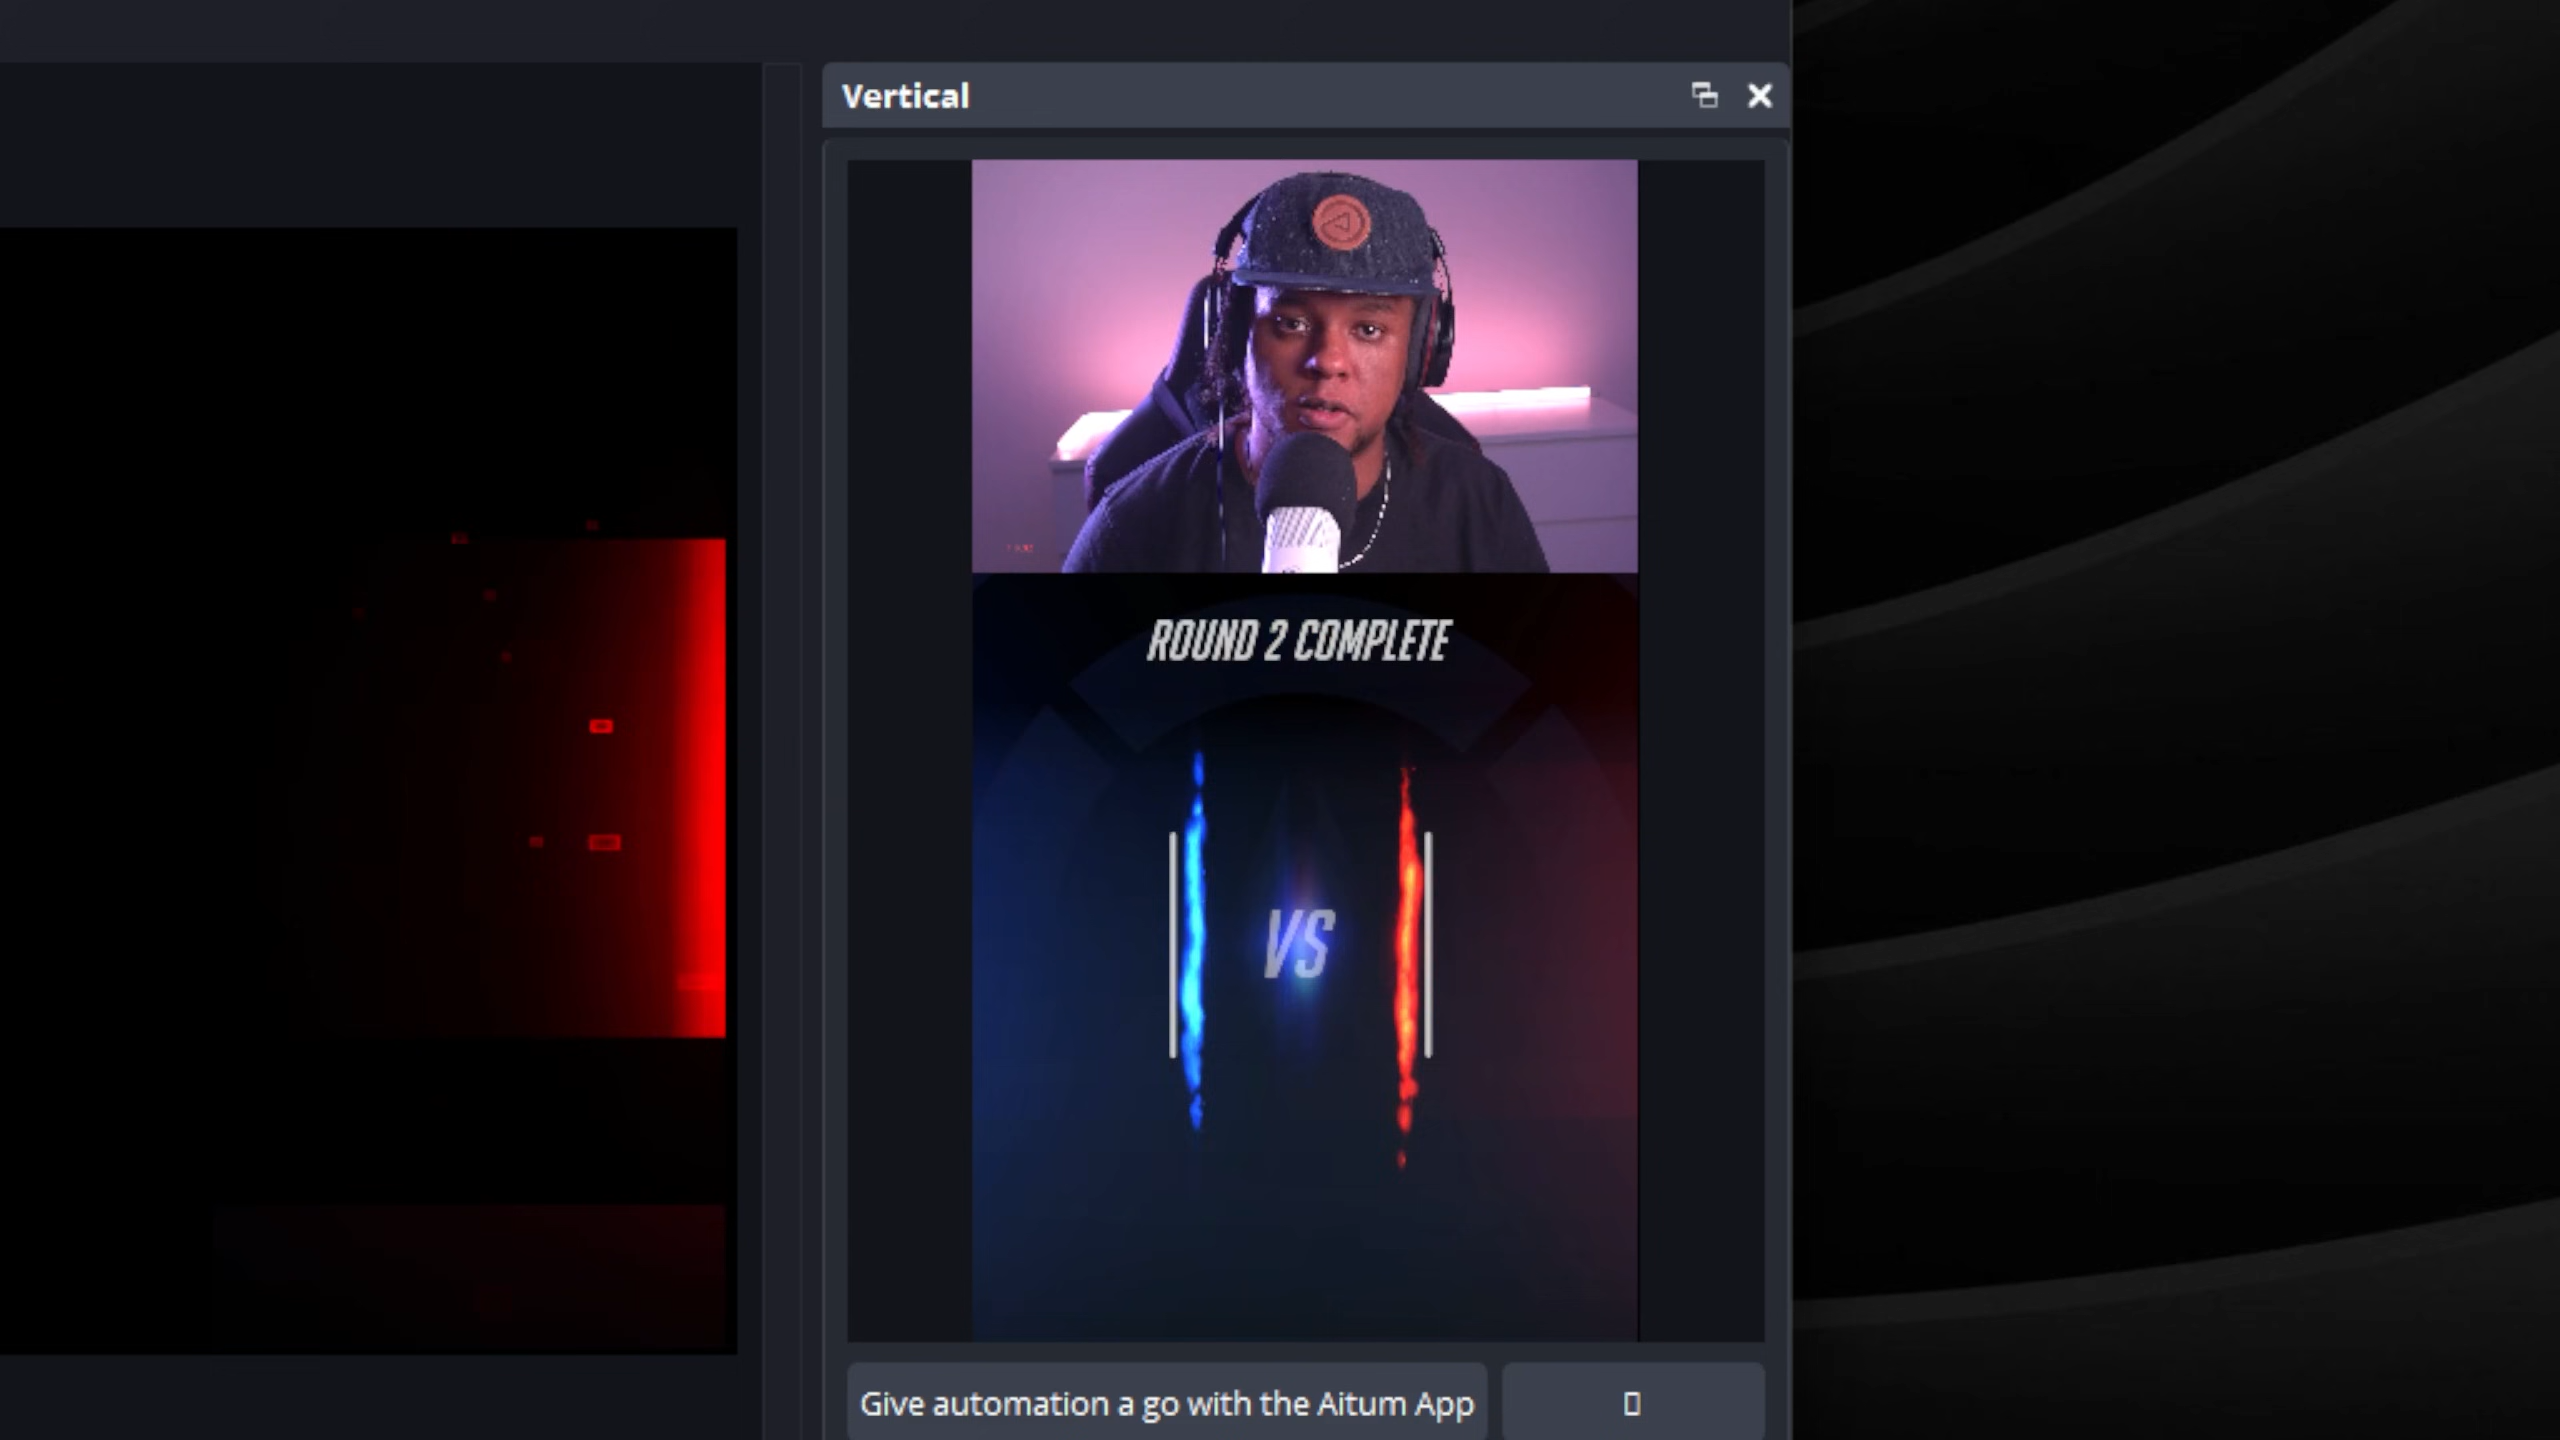 Vertical
ROUND 2 COMPLETE
VS
Give automation a go with the Aitum App